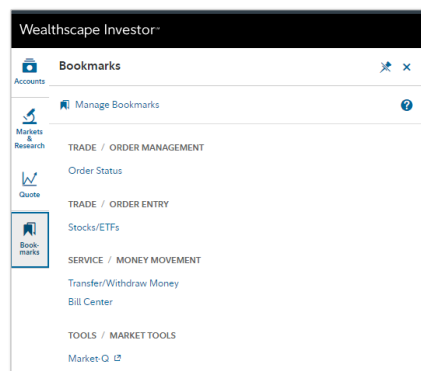 Wealthscape Investor℠
Accounts
Markets
&
Research
Quote
Book-
marks
Bookmarks
Manage Bookmarks
TRADE / ORDER MANAGEMENT
Order Status
TRADE / ORDER ENTRY
Stocks/ETFs
SERVICE / MONEY MOVEMENT
Transfer/Withdraw Money
Bill Center
TOOLS / MARKET TOOLS
Market-Q